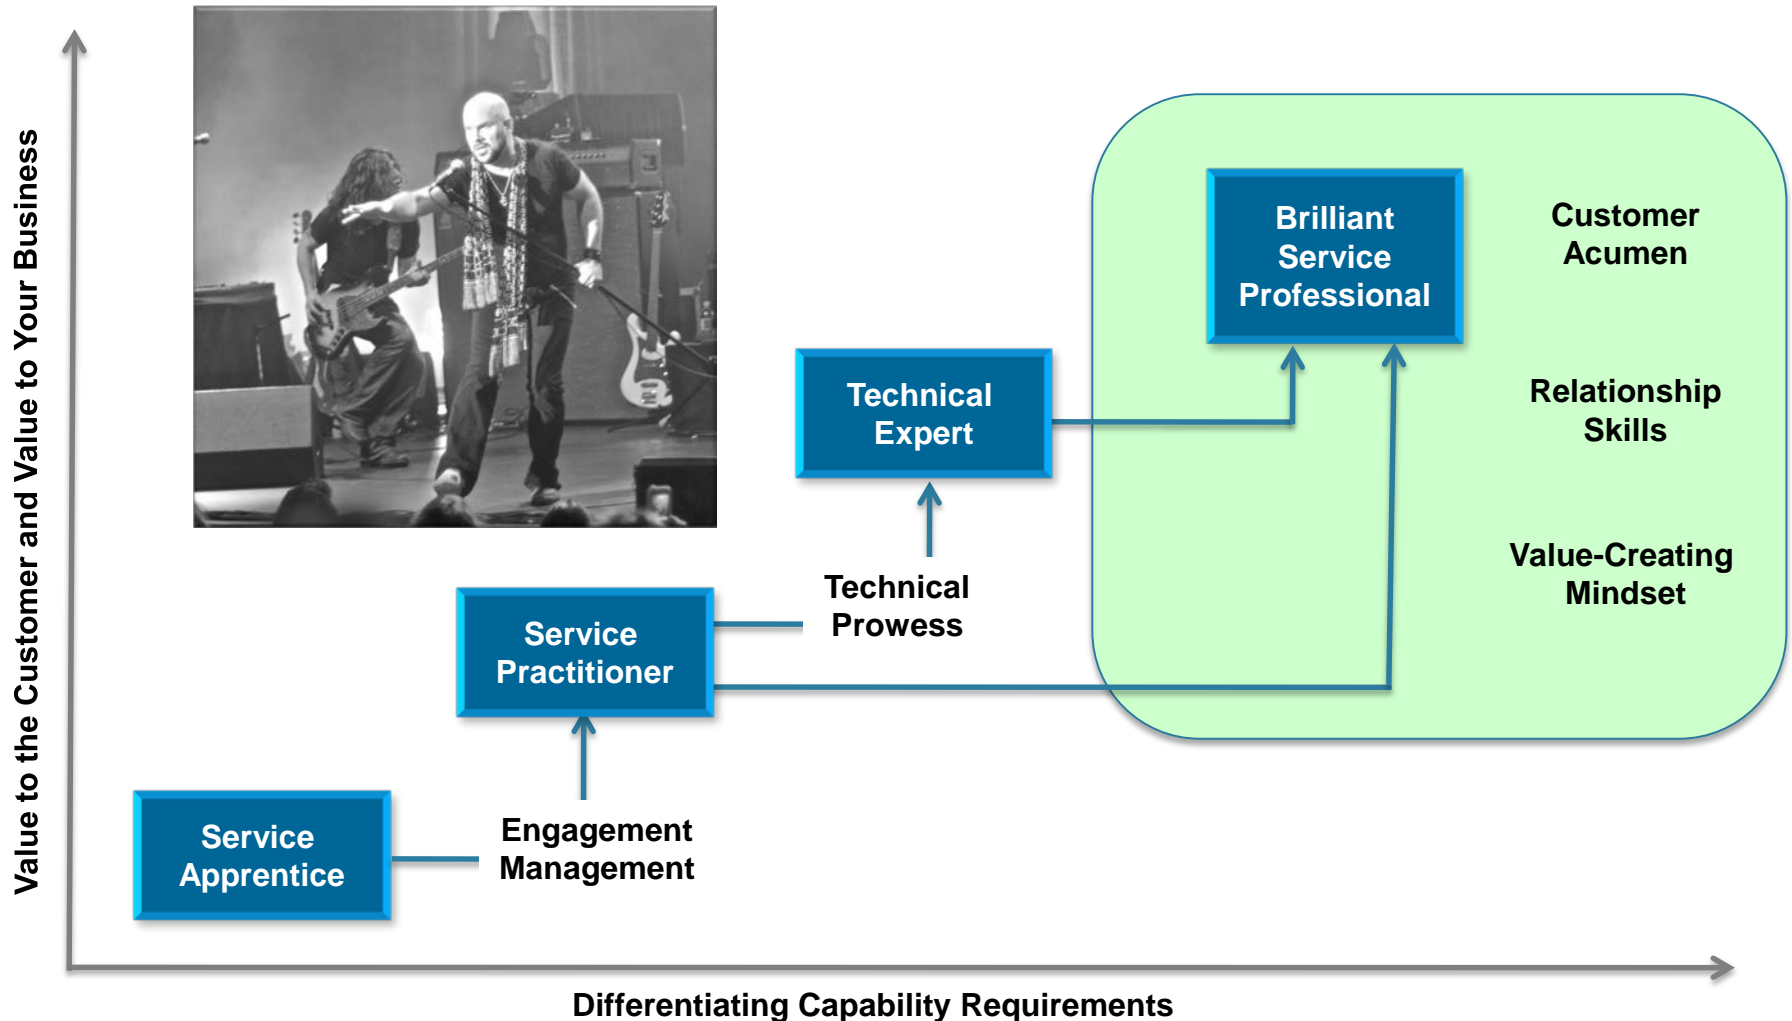 Value to the Customer and Value to Your Business
Brilliant
Service
Professional
Customer
Acumen
Technical
Expert
Relationship
Skills
Technical
Prowess
Value-Creating
Mindset
Service
Practitioner
Service
Apprentice
Engagement
Management
Differentiating Capability Requirements